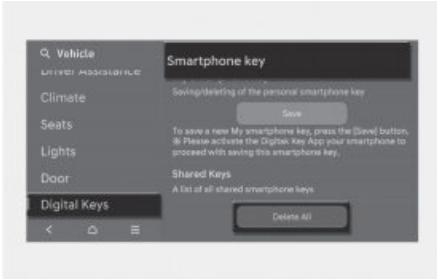 Vehicle
Driver Assistance
Climate
Seats
Lights
Door
Digital Keys
Smartphone key
Saving/deleting of the personal smartphone key
Save
To save a new My smartphone key, press the [Save] button.
※ Please activate the Digital Key App your smartphone to
proceed with saving this smartphone key.
Shared Keys
A list of all shared smartphone keys
Delete All